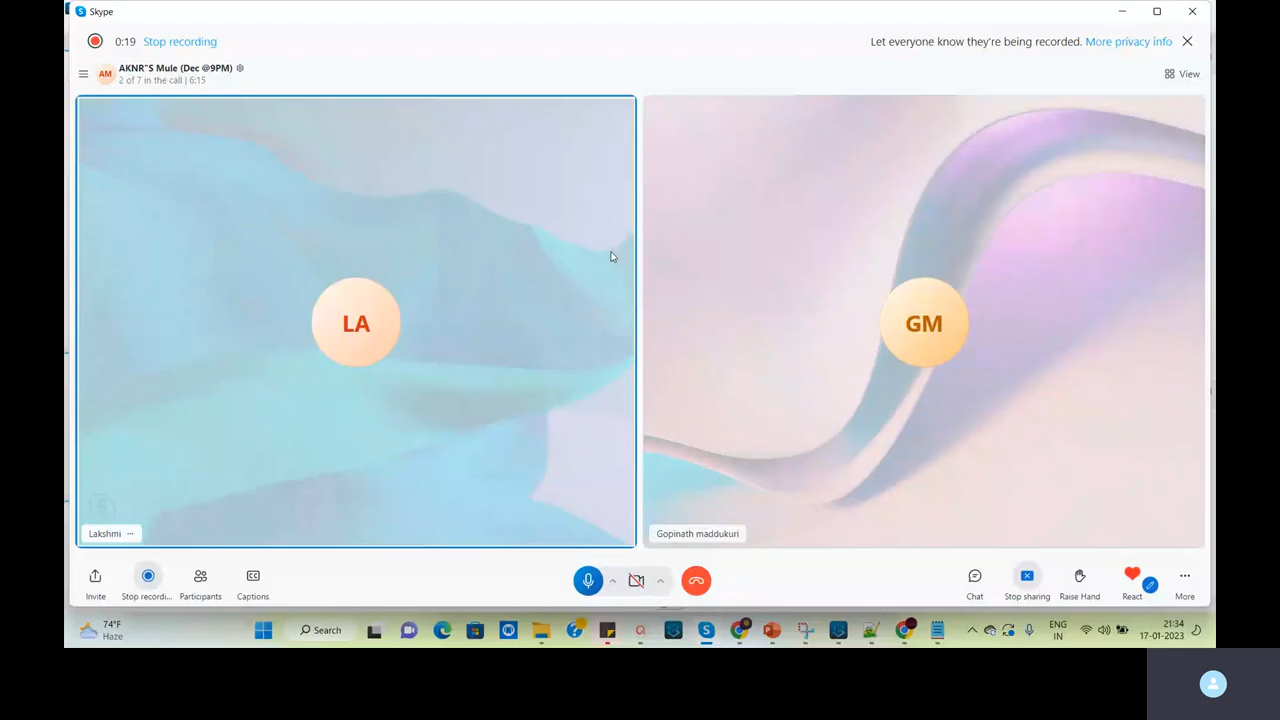 Skype
0:19 Stop recording
Let everyone know they're being recorded. More privacy info
AM
AKNR"S Mule (Dec @9PM)
2 of 7 in the call | 6:15
View
LA
GM
Lakshmi ···
Gopinath maddukuri
Invite
Stop recordi...
Participants
Captions
Chat
Stop sharing
Raise Hand
React
More
74°F
Haze
Search
ENG
IN
21:34
17-01-2023